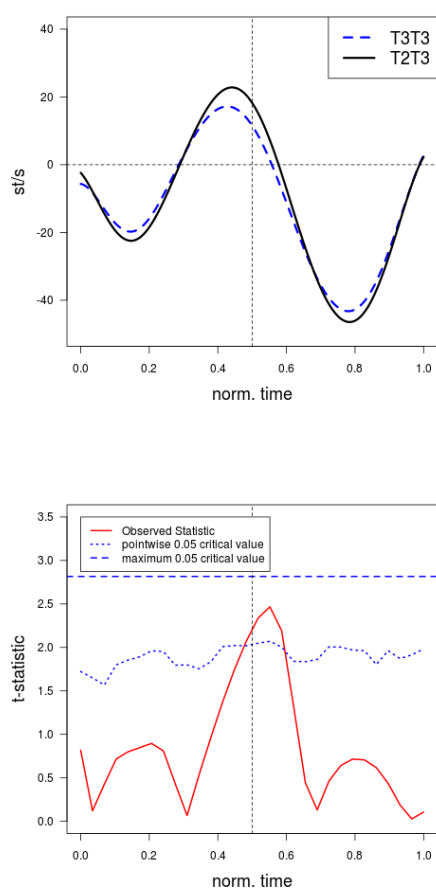 T3T3
T2T3
40
20
0
-20
-40
st/s
0.0 0.2 0.4 0.6 0.8 1.0
norm. time
Observed Statistic
pointwise 0.05 critical value
maximum 0.05 critical value
3.5
3.0
2.5
2.0
1.5
1.0
0.5
0.0
t-statistic
0.0 0.2 0.4 0.6 0.8 1.0
norm. time